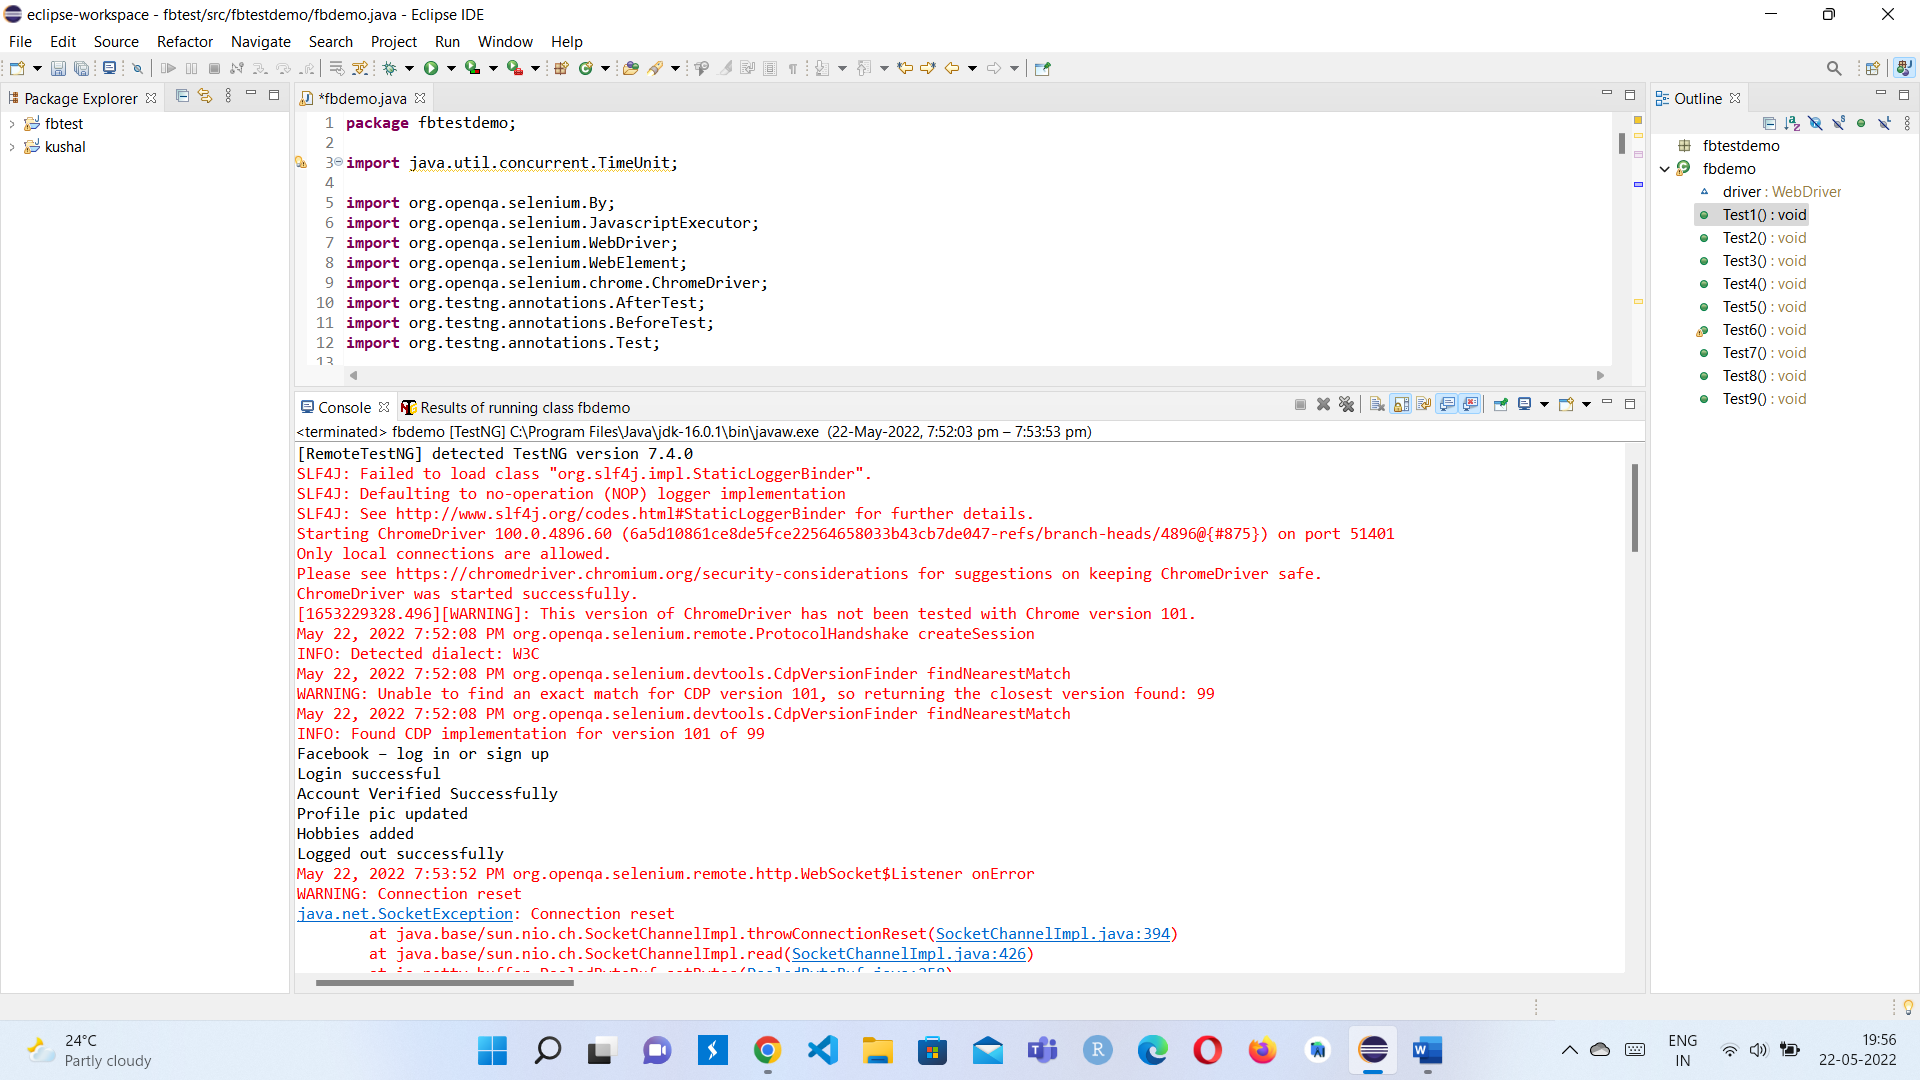 eclipse-workspace - fbtest/src/fbtestdemo/fbdemo.java - Eclipse IDE
File Edit Source Refactor Navigate Search Project Run Window Help
Package Explorer
fbtest
kushal
*fbdemo.java
1 package fbtestdemo;
2
3 import java.util.concurrent.TimeUnit;
4
5 import org.openqa.selenium.By;
6 import org.openqa.selenium.JavascriptExecutor;
7 import org.openqa.selenium.WebDriver;
8 import org.openqa.selenium.WebElement;
9 import org.openqa.selenium.chrome.ChromeDriver;
10 import org.testng.annotations.AfterTest;
11 import org.testng.annotations.BeforeTest;
12 import org.testng.annotations.Test;
13
Console Results of running class fbdemo
<terminated> fbdemo [TestNG] C:\Program Files\Java\jdk-16.0.1\bin\javaw.exe (22-May-2022, 7:52:03 pm – 7:53:53 pm)
[RemoteTestNG] detected TestNG version 7.4.0
SLF4J: Failed to load class "org.slf4j.impl.StaticLoggerBinder".
SLF4J: Defaulting to no-operation (NOP) logger implementation
SLF4J: See http://www.slf4j.org/codes.html#StaticLoggerBinder for further details.
Starting ChromeDriver 100.0.4896.60 (6a5d10861ce8de5fce22564658033b43cb7de047-refs/branch-heads/4896@{#875}) on port 51401
Only local connections are allowed.
Please see https://chromedriver.chromium.org/security-considerations for suggestions on keeping ChromeDriver safe.
ChromeDriver was started successfully.
[1653229328.496][WARNING]: This version of ChromeDriver has not been tested with Chrome version 101.
May 22, 2022 7:52:08 PM org.openqa.selenium.remote.ProtocolHandshake createSession
INFO: Detected dialect: W3C
May 22, 2022 7:52:08 PM org.openqa.selenium.devtools.CdpVersionFinder findNearestMatch
WARNING: Unable to find an exact match for CDP version 101, so returning the closest version found: 99
May 22, 2022 7:52:08 PM org.openqa.selenium.devtools.CdpVersionFinder findNearestMatch
INFO: Found CDP implementation for version 101 of 99
Facebook – log in or sign up
Login successful
Account Verified Successfully
Profile pic updated
Hobbies added
Logged out successfully
May 22, 2022 7:53:52 PM org.openqa.selenium.remote.http.WebSocket$Listener onError
WARNING: Connection reset
java.net.SocketException: Connection reset
at java.base/sun.nio.ch.SocketChannelImpl.throwConnectionReset(SocketChannelImpl.java:394)
at java.base/sun.nio.ch.SocketChannelImpl.read(SocketChannelImpl.java:426)
Outline
fbtestdemo
fbdemo
driver : WebDriver
Test1() : void
Test2() : void
Test3() : void
Test4() : void
Test5() : void
Test6() : void
Test7() : void
Test8() : void
Test9() : void
24°C
Partly cloudy
ENG
IN
19:56
22-05-2022